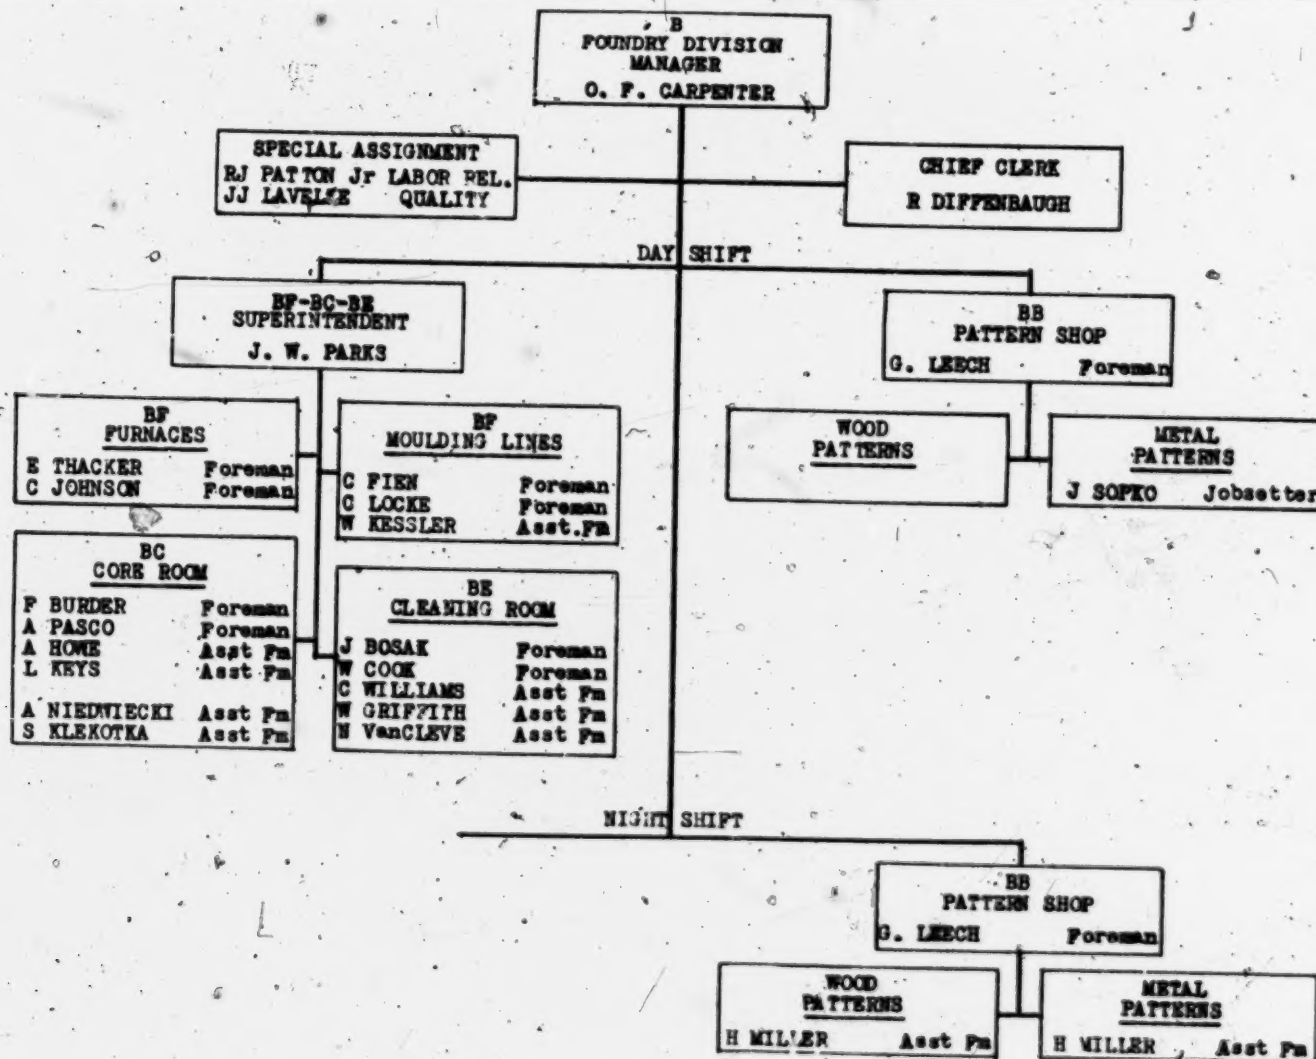 B
FOUNDRY DIVISION
MANAGER
O. F. CARPENTER
SPECIAL ASSIGNMENT
RJ PATTON Jr LABOR REL.
JJ LAVELLE QUALITY
CHIEF CLERK
R DIFFENBAUGH
DAY SHIFT
BF-BC-BE
SUPERINTENDENT
J. W. PARKS
BB
PATTERN SHOP
G. LEECH Foreman
BF
FURNACES
E THACKER Foreman
C JOHNSON Foreman
BF
MOULDING LINES
C FIEN Foreman
C LOCKE Foreman
W KESSLER Asst.Fm
WOOD
PATTERNS
METAL
PATTERNS
J SOPKO Jobsetter
BC
CORE ROOM
F BURDER Foreman
A PASCO Foreman
A HOWE Asst Fm
L KEYS Asst Fm
A NIEDWIECKI Asst Fm
S KLEKOTKA Asst Fm
BE
CLEANING ROOM
J BOSAK Foreman
W COOK Foreman
C WILLIAMS Asst Fm
W GRIFFITH Asst Fm
N VanCLEVE Asst Fm
NIGHT SHIFT
BB
PATTERN SHOP
G. LEECH Foreman
WOOD
PATTERNS
H MILLER Asst Fm
METAL
PATTERNS
H MILLER Asst Fm